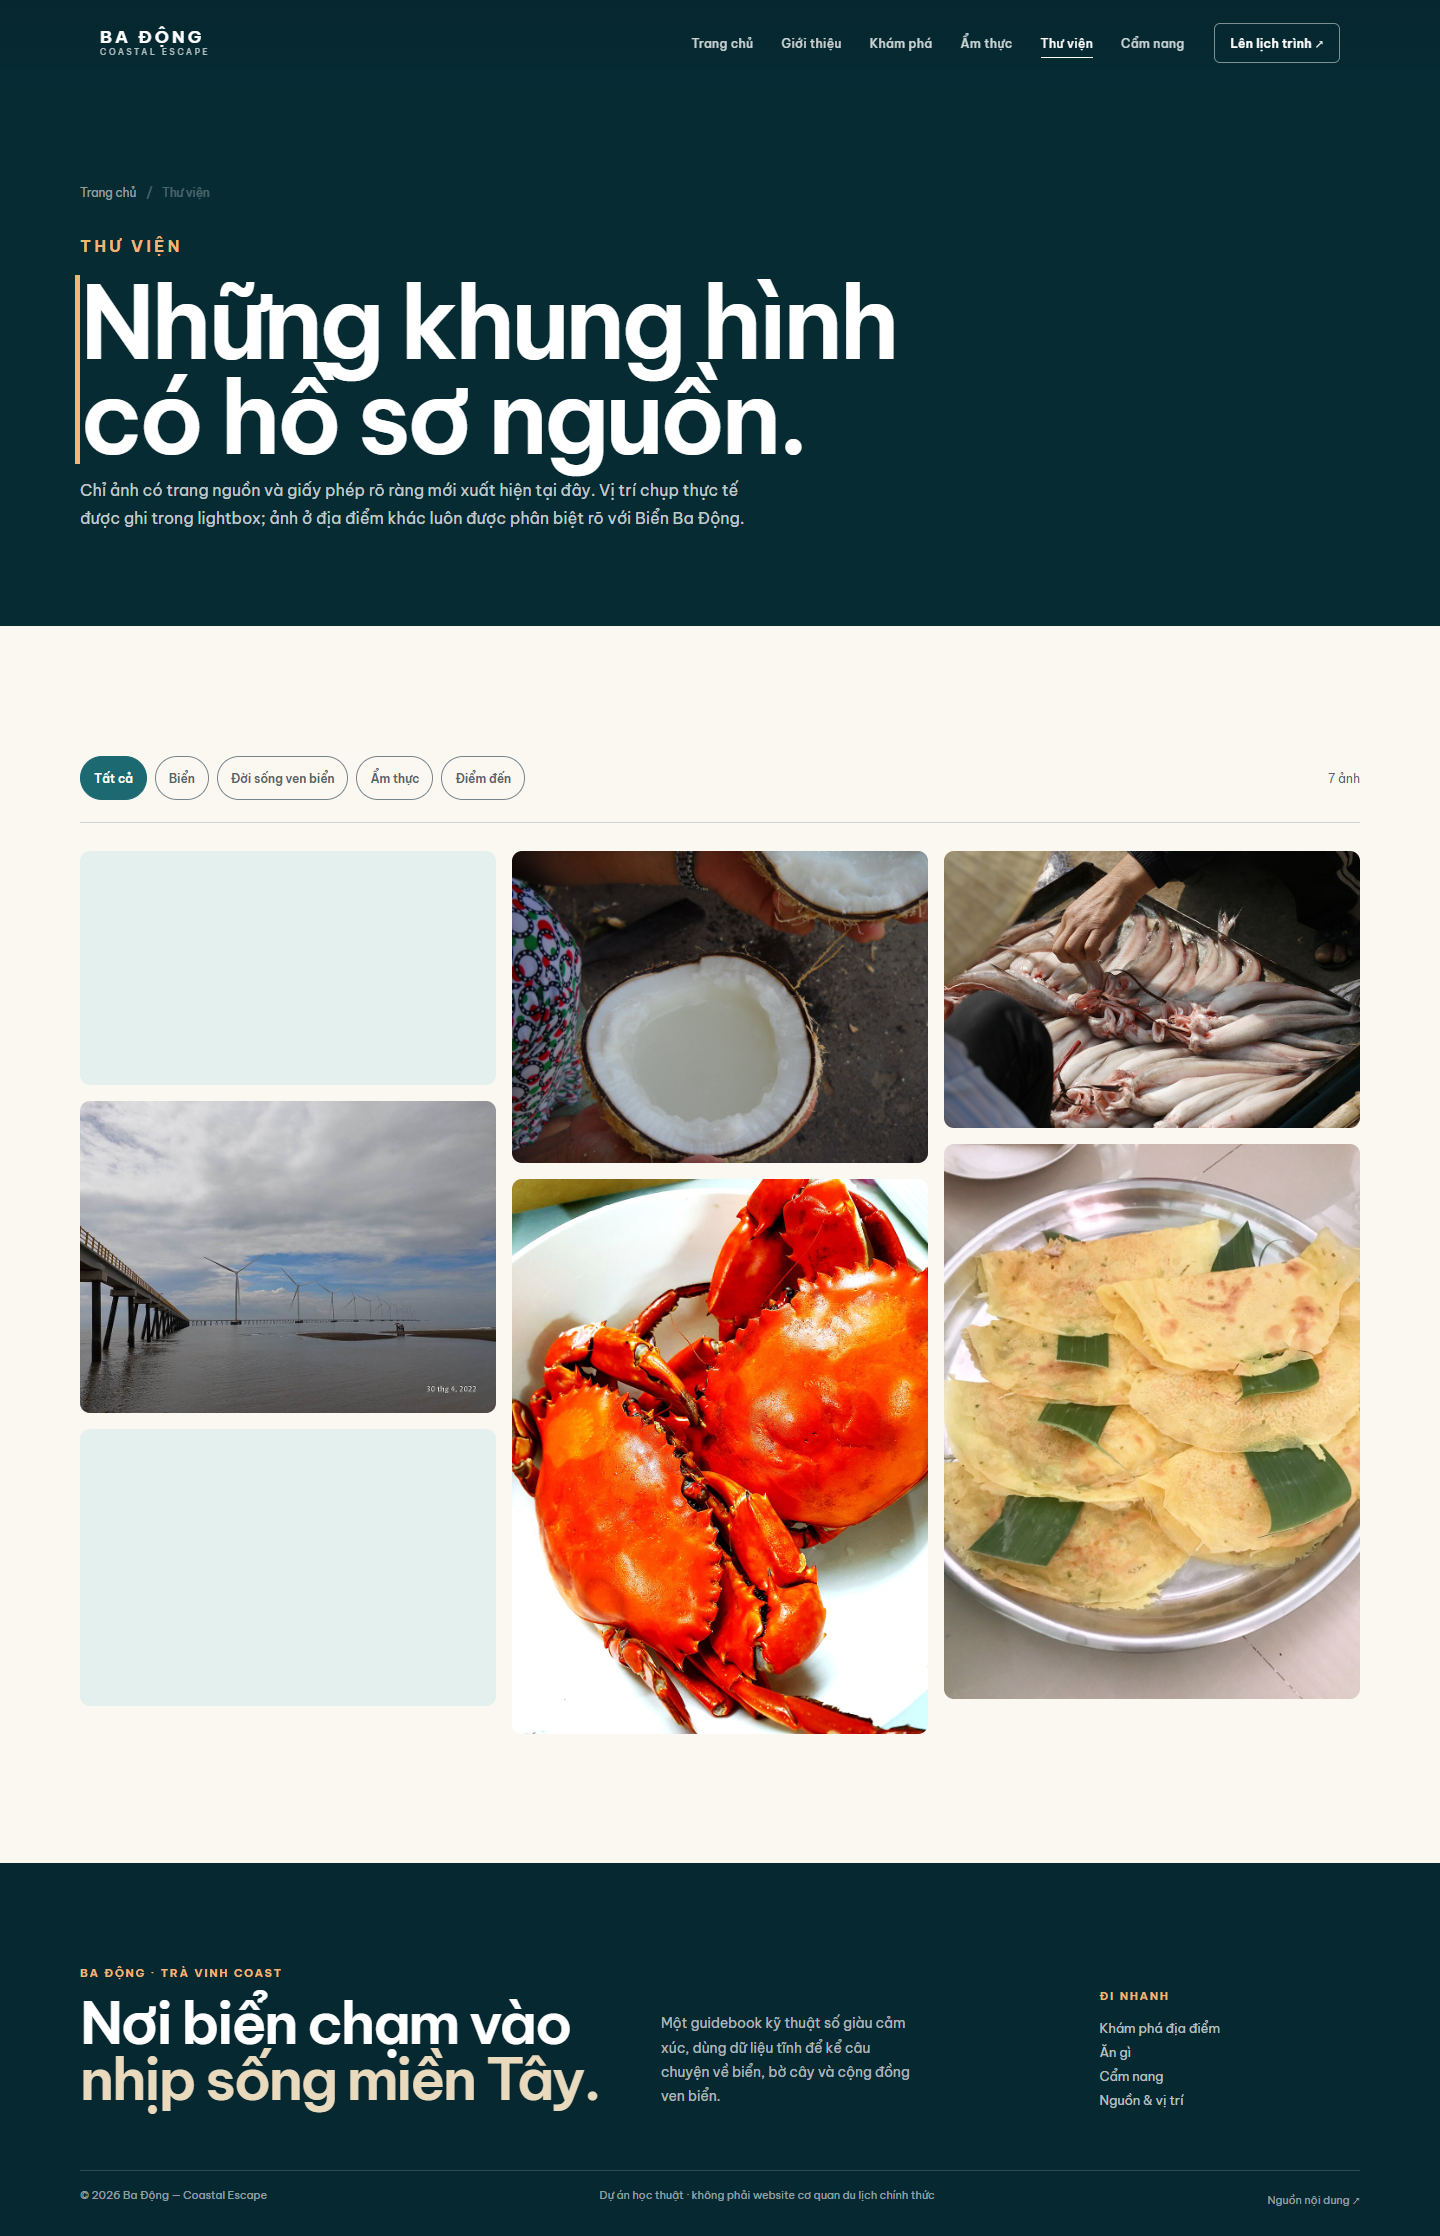 BA ĐỘNG
COASTAL ESCAPE
Trang chủ
Giới thiệu
Khám phá
Ẩm thực
Thư viện
Cẩm nang
Lên lịch trình ↗
Trang chủ / Thư viện
THƯ VIỆN
Những khung hình
có hồ sơ nguồn.
Chỉ ảnh có trang nguồn và giấy phép rõ ràng mới xuất hiện tại đây. Vị trí chụp thực tế
được ghi trong lightbox; ảnh ở địa điểm khác luôn được phân biệt rõ với Biển Ba Động.
Tất cả
Biển
Đời sống ven biển
Ẩm thực
Điểm đến
7 ảnh
30 thg 4, 2022
BA ĐỘNG · TRÀ VINH COAST
Nơi biển chạm vào
nhịp sống miền Tây.
Một guidebook kỹ thuật số giàu cảm
xúc, dùng dữ liệu tĩnh để kể câu
chuyện về biển, bờ cây và cộng đồng
ven biển.
ĐI NHANH
Khám phá địa điểm
Ăn gì
Cẩm nang
Nguồn & vị trí
© 2026 Ba Động — Coastal Escape
Dự án học thuật · không phải website cơ quan du lịch chính thức
Nguồn nội dung ↗